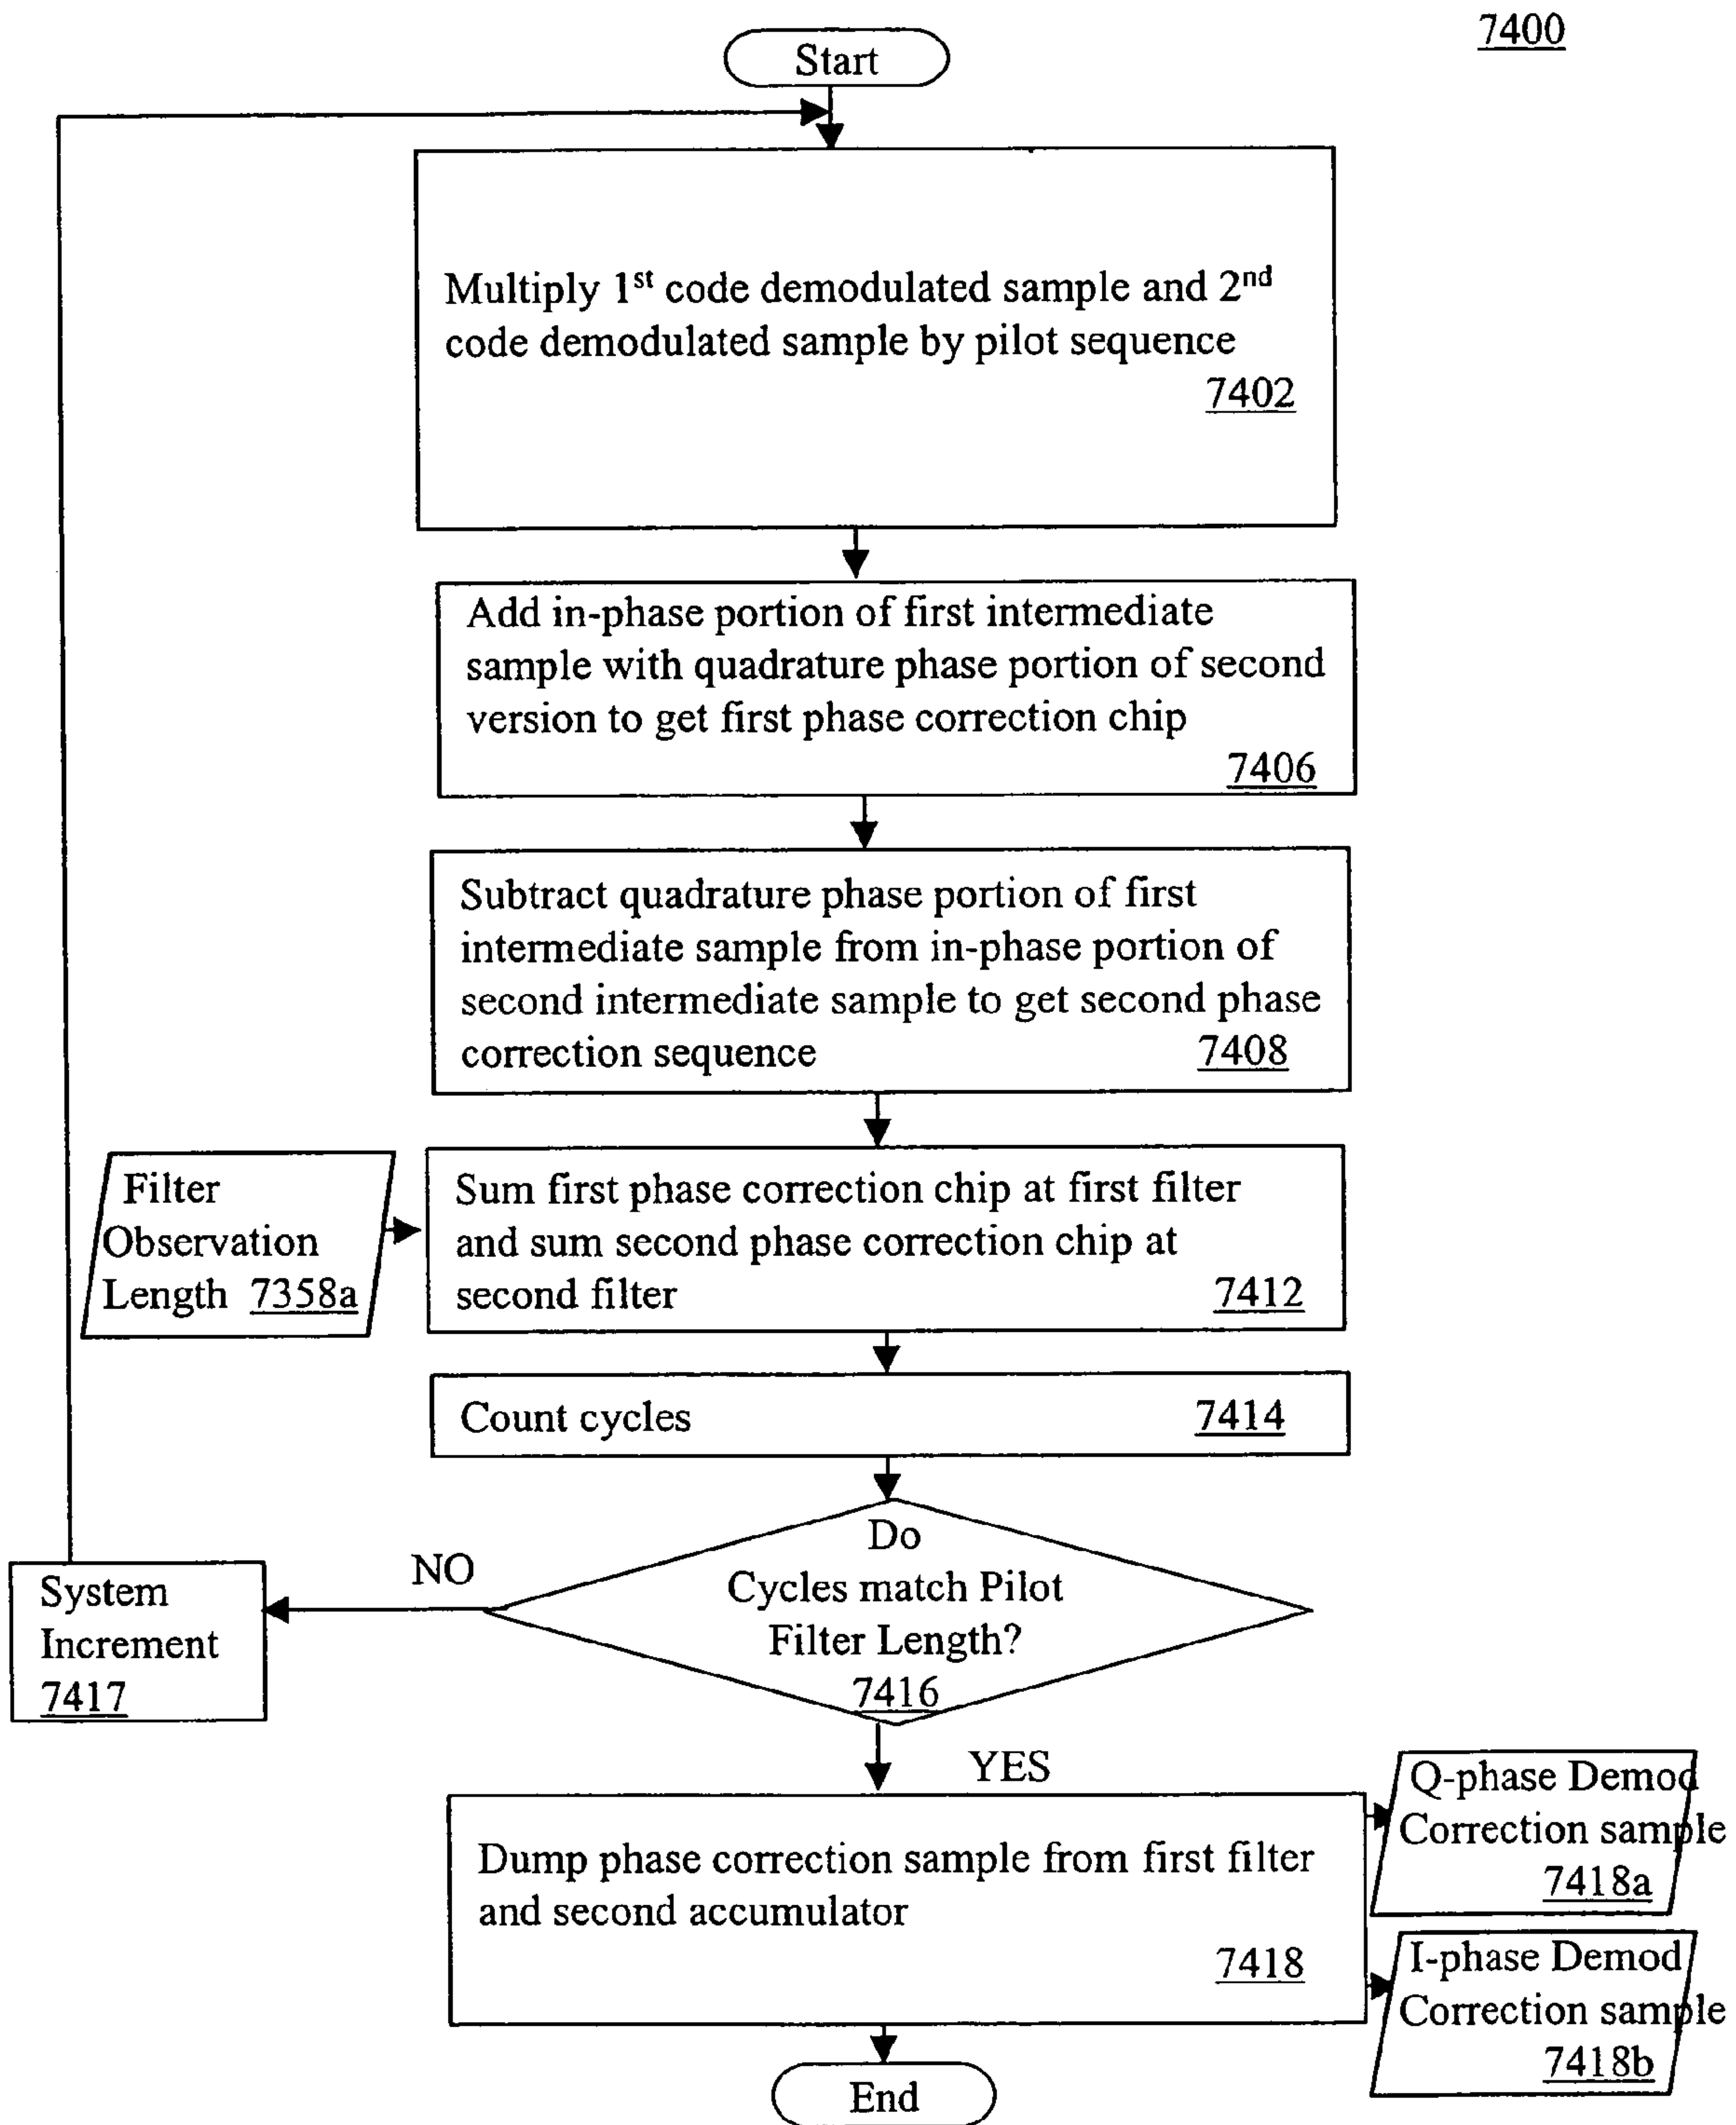 7400
Start
Multiply 1st code demodulated sample and 2nd
code demodulated sample by pilot sequence
7402
Add in-phase portion of first intermediate
sample with quadrature phase portion of second
version to get first phase correction chip
7406
Subtract quadrature phase portion of first
intermediate sample from in-phase portion of
second intermediate sample to get second phase
correction sequence 7408
Filter
Observation
Length 7358a
Sum first phase correction chip at first filter
and sum second phase correction chip at
second filter 7412
Count cycles 7414
Do
Cycles match Pilot
Filter Length?
7416
NO
System
Increment
7417
YES
Dump phase correction sample from first filter
and second accumulator
7418
Q-phase Demod
Correction sample
7418a
I-phase Demod
Correction sample
7418b
End